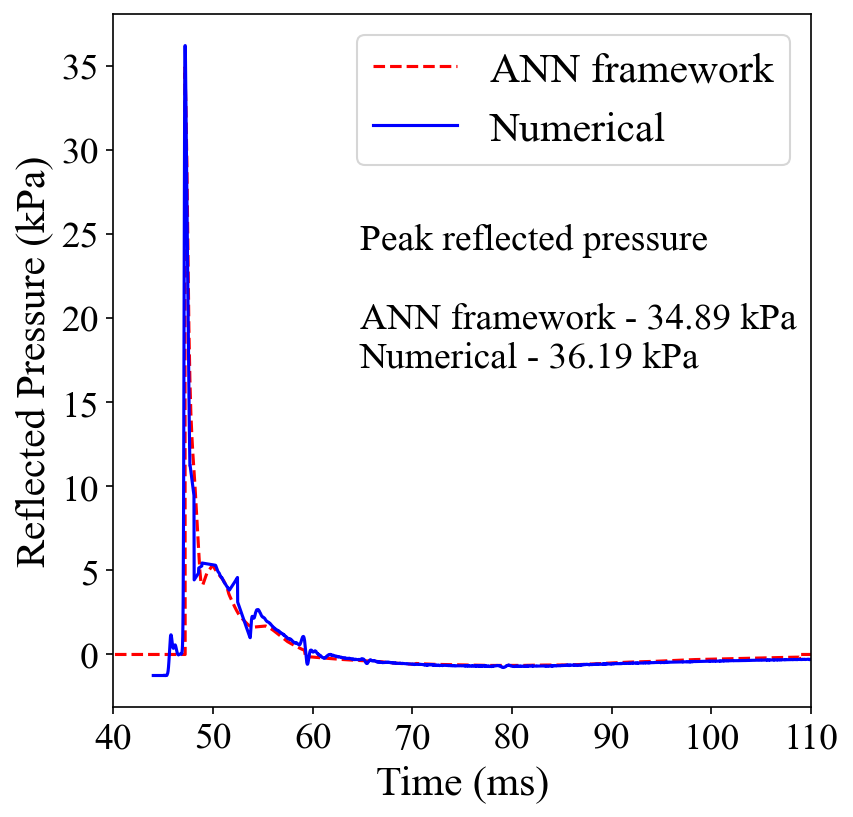 ANN framework
Numerical
Peak reflected pressure
ANN framework - 34.89 kPa
Numerical - 36.19 kPa
Reflected Pressure (kPa)
35
30
25
20
15
10
5
0
40 50 60 70 80 90 100 110
Time (ms)